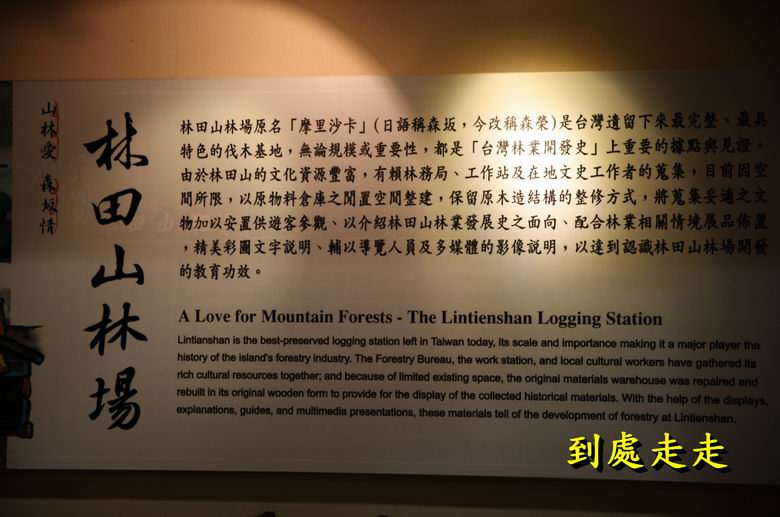 山林愛 森坂情
林田山林場
林田山林場原名「摩里沙卡」(日語稱森坂，今改稱森榮)是台灣遺留下來最完整、最具
特色的伐木基地，無論規模或重要性，都是「台灣林業開發史」上重要的據點與見證，
由於林田山的文化資源豐富，有賴林務局、工作站及在地文史工作者的蒐集，目前因空
間所限，以原物料倉庫之閒置空間整建，保留原木造結構的整修方式，將蒐集妥適之文
物加以安置供遊客參觀、以介紹林田山林業發展史之面向、配合林業相關情境展品佈置
，精美彩圖文字說明、輔以導覽人員及多媒體的影像說明，以達到認識林田山林場開發
的教育功效。
A Love for Mountain Forests - The Lintienshan Logging Station
Lintianshan is the best-preserved logging station left in Taiwan today, its scale and importance making it a major player the
history of the island's forestry industry. The Forestry Bureau, the work station, and local cultural workers have gathered its
rich cultural resources together; and because of limited existing space, the original materials warehouse was repaired and
rebuilt in its original wooden form to provide for the display of the collected historical materials. With the help of the displays,
explanations, guides, and multimedia presentations, these materials tell of the development of forestry at Lintienshan.
到處走走